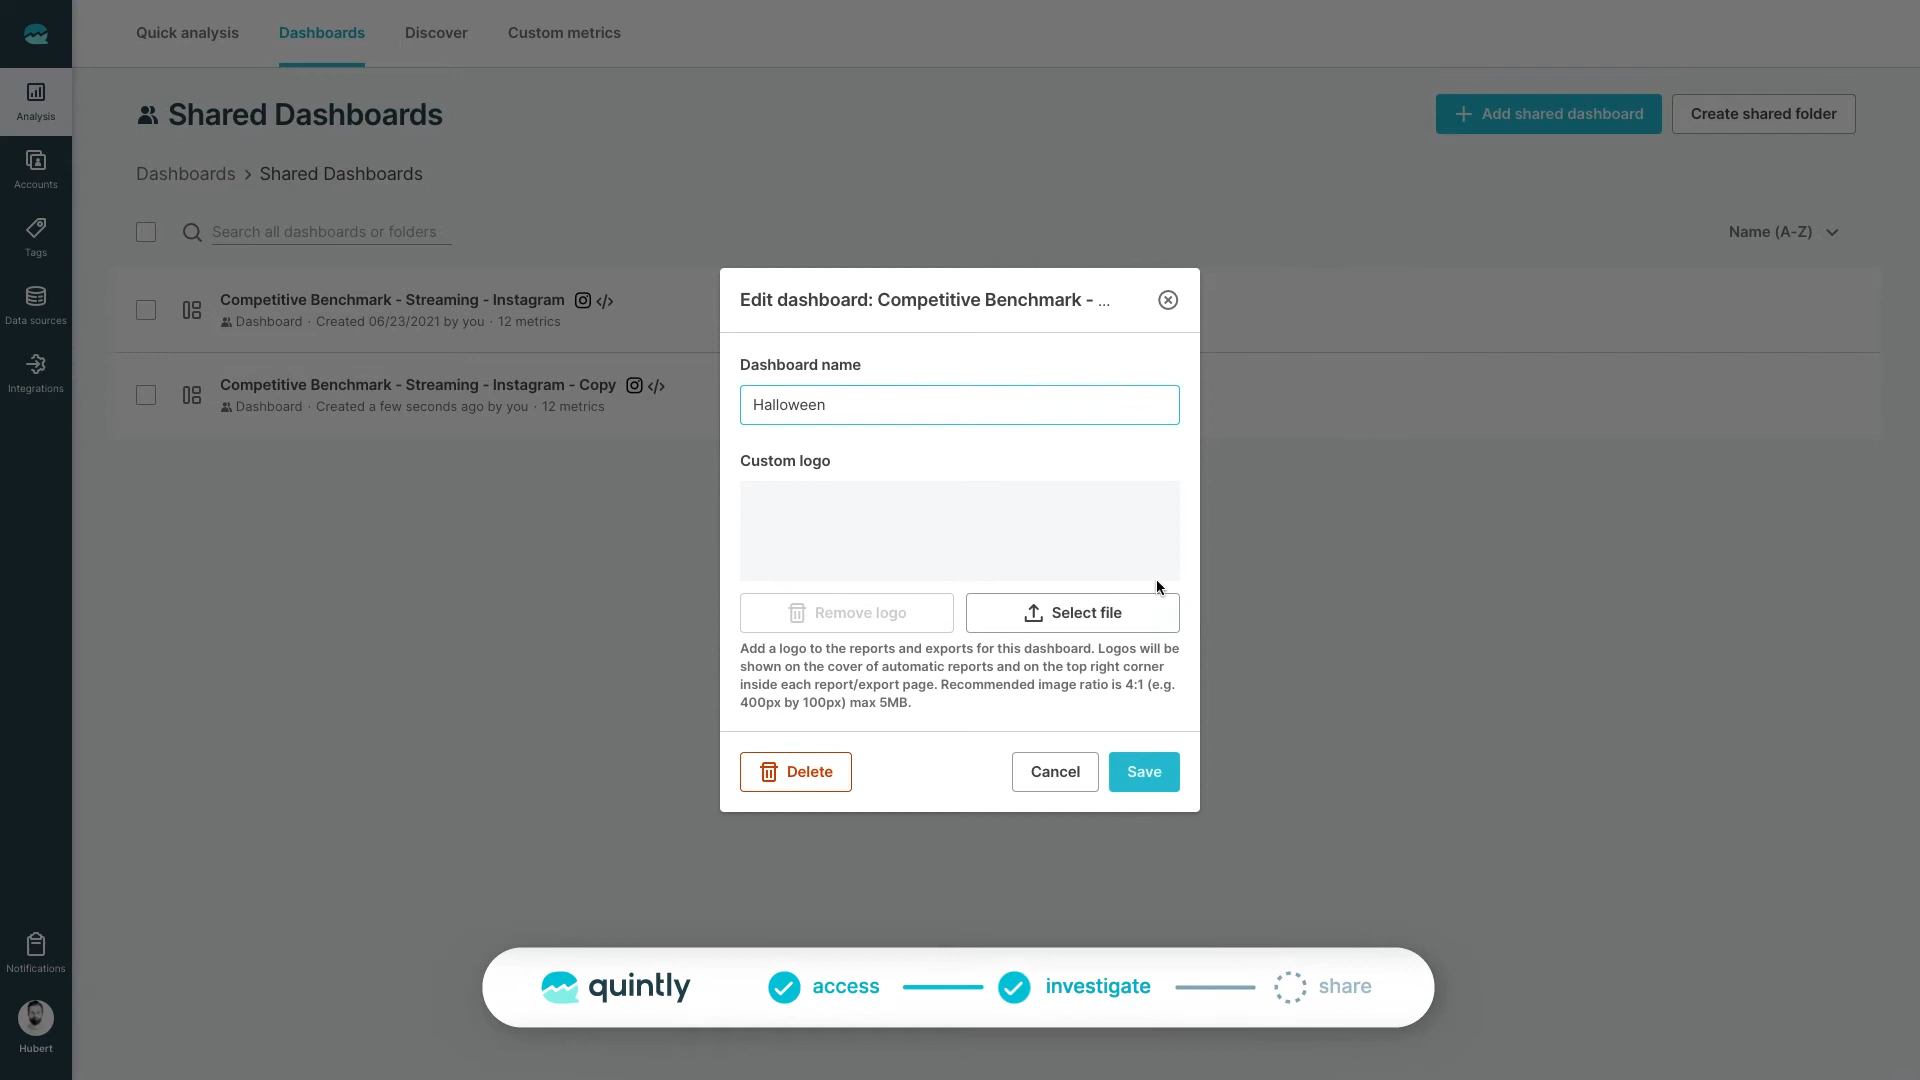 Quick analysis
Dashboards
Discover
Custom metrics
Analysis
Accounts
Tags
Data sources
Integrations
Notifications
Hubert
Shared Dashboards
Add shared dashboard
Create shared folder
Dashboards > Shared Dashboards
Search all dashboards or folders
Name (A-Z)
Competitive Benchmark - Streaming - Instagram </>
Dashboard · Created 06/23/2021 by you · 12 metrics
Competitive Benchmark - Streaming - Instagram - Copy </>
Dashboard · Created a few seconds ago by you · 12 metrics
Edit dashboard: Competitive Benchmark - ...
Dashboard name
Halloween
Custom logo
Remove logo
Select file
Add a logo to the reports and exports for this dashboard. Logos will be
shown on the cover of automatic reports and on the top right corner
inside each report/export page. Recommended image ratio is 4:1 (e.g.
400px by 100px) max 5MB.
Delete
Cancel
Save
quintly
access
investigate
share